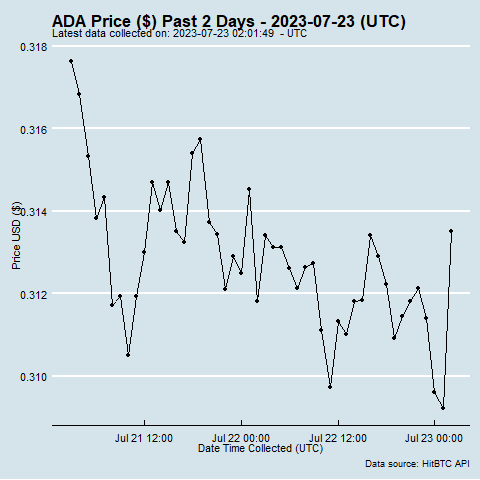 ADA Price ($) Past 2 Days - 2023-07-23 (UTC)
Latest data collected on: 2023-07-23 02:01:49 - UTC
0.318
0.316
0.314
0.312
0.310
Price USD ($)
Jul 21 12:00
Jul 22 00:00
Jul 22 12:00
Jul 23 00:00
Date Time Collected (UTC)
Data source: HitBTC API